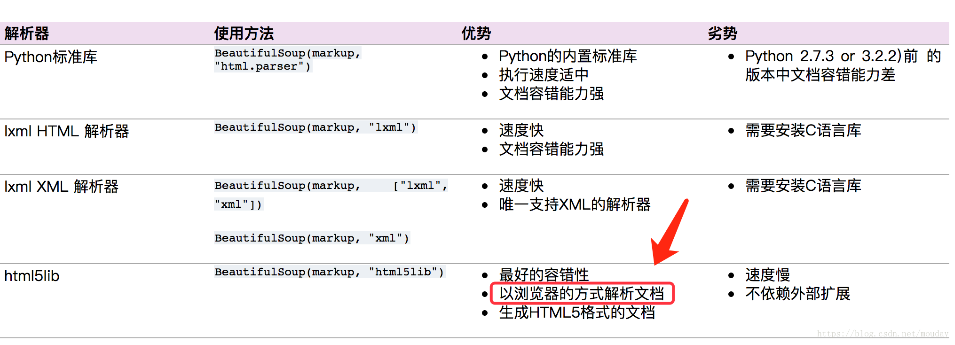 解析器 使用方法 优势 劣势
Python标准库 BeautifulSoup(markup, "html.parser")
Python的内置标准库
执行速度适中
文档容错能力强
Python 2.7.3 or 3.2.2)前 的
版本中文档容错能力差
lxml HTML 解析器 BeautifulSoup(markup, "lxml")
速度快
文档容错能力强
需要安装C语言库
lxml XML 解析器 BeautifulSoup(markup, ["lxml",
"xml"])
BeautifulSoup(markup, "xml")
速度快
唯一支持XML的解析器
需要安装C语言库
html5lib BeautifulSoup(markup, "html5lib")
最好的容错性
以浏览器的方式解析文档
生成HTML5格式的文档
速度慢
不依赖外部扩展